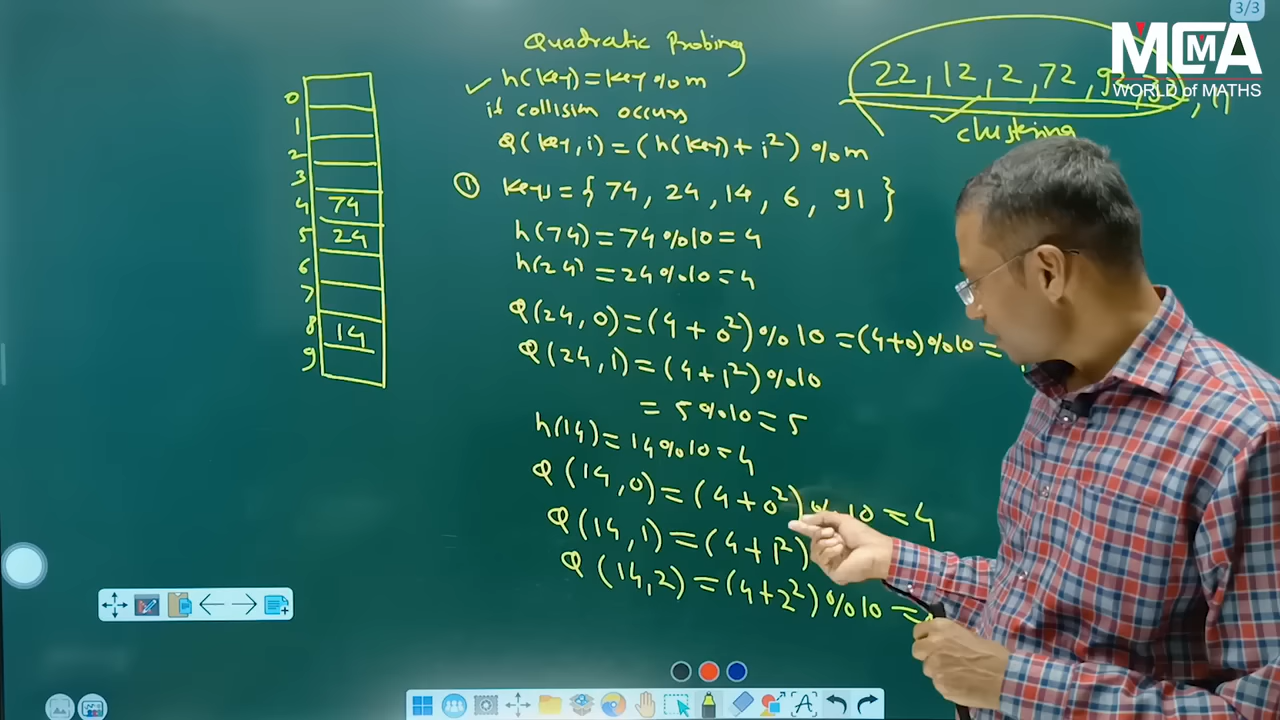 3/3
MCMA
WORLD of MATHS
Quadratic Probing
h(key) = key % m
if collision occurs
Q(key, i) = (h(key) + i²) % m
① keys = { 74, 24, 14, 6, 91 }
h(74) = 74 % 10 = 4
h(24) = 24 % 10 = 4
Q(24, 0) = (4 + 0²) % 10 = (4+0) % 10 =
Q(24, 1) = (4 + 1²) % 10
= 5 % 10 = 5
h(14) = 14 % 10 = 4
Q(14, 0) = (4 + 0²) % 10 = 4
Q(14, 1) = (4 + 1²)
Q(14, 2) = (4 + 2²) % 10 =
22, 12, 2, 72, 92,
clustering
0
1
2
3
4 74
5 24
6
7
8 14
9